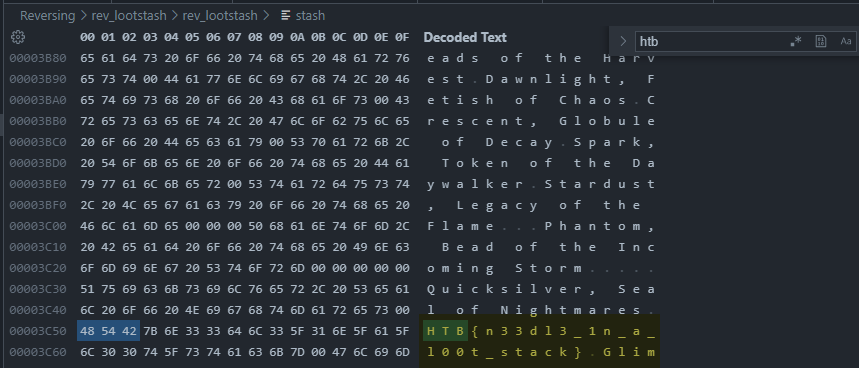 Reversing > rev_lootstash > rev_lootstash > stash
htb
Aa
00 01 02 03 04 05 06 07 08 09 0A 0B 0C 0D 0E 0F Decoded Text
00003B80 65 61 64 73 20 6F 66 20 74 68 65 20 48 61 72 76 eads of the Harv
00003B90 65 73 74 00 44 61 77 6E 6C 69 67 68 74 2C 20 46 est.Dawnlight, F
00003BA0 65 74 69 73 68 20 6F 66 20 43 68 61 6F 73 00 43 etish of Chaos.C
00003BB0 72 65 73 63 65 6E 74 2C 20 47 6C 6F 62 75 6C 65 rescent, Globule
00003BC0 20 6F 66 20 44 65 63 61 79 00 53 70 61 72 6B 2C of Decay.Spark,
00003BD0 20 54 6F 6B 65 6E 20 6F 66 20 74 68 65 20 44 61 Token of the Da
00003BE0 79 77 61 6C 6B 65 72 00 53 74 61 72 64 75 73 74 ywalker.Stardust
00003BF0 2C 20 4C 65 67 61 63 79 20 6F 66 20 74 68 65 20 , Legacy of the
00003C00 46 6C 61 6D 65 00 00 00 50 68 61 6E 74 6F 6D 2C Flame...Phantom,
00003C10 20 42 65 61 64 20 6F 66 20 74 68 65 20 49 6E 63 Bead of the Inc
00003C20 6F 6D 69 6E 67 20 53 74 6F 72 6D 00 00 00 00 00 oming Storm.....
00003C30 51 75 69 63 6B 73 69 6C 76 65 72 2C 20 53 65 61 Quicksilver, Sea
00003C40 6C 20 6F 66 20 4E 69 67 68 74 6D 61 72 65 73 00 l of Nightmares.
00003C50 48 54 42 7B 6E 33 33 64 6C 33 5F 31 6E 5F 61 5F HTB{n33dl3_1n_a_
00003C60 6C 30 30 74 5F 73 74 61 63 6B 7D 00 47 6C 69 6D l00t_stack}.Glim